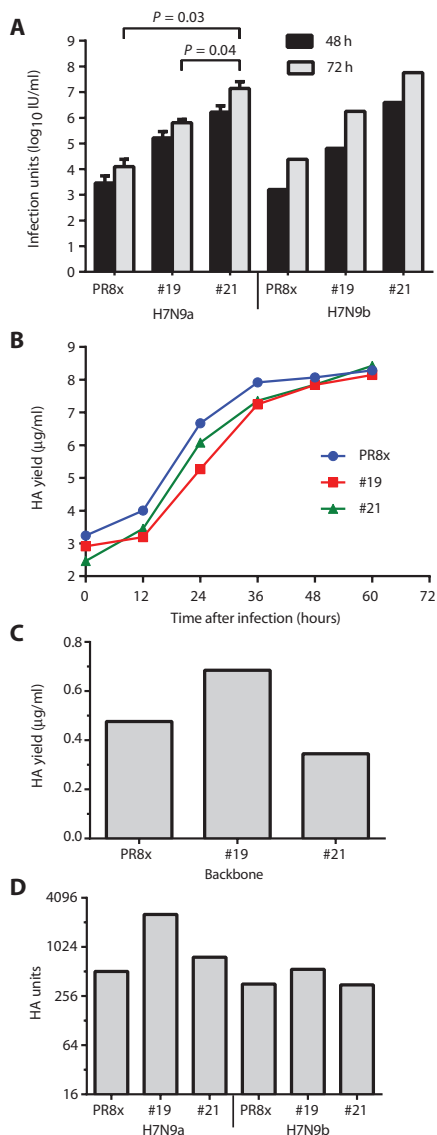 A
P = 0.03
P = 0.04
48 h
72 h
Infection units (log10 IU/ml)
9
8
7
6
5
4
3
2
1
0
PR8x #19 #21 PR8x #19 #21
H7N9a H7N9b
B
HA yield (µg/ml)
9
8
7
6
5
4
3
2
PR8x
#19
#21
0 12 24 36 48 60 72
Time after infection (hours)
C
HA yield (µg/ml)
0.8
0.6
0.4
0.2
0.0
PR8x #19 #21
Backbone
D
HA units
4096
1024
256
64
16
PR8x #19 #21 PR8x #19 #21
H7N9a H7N9b